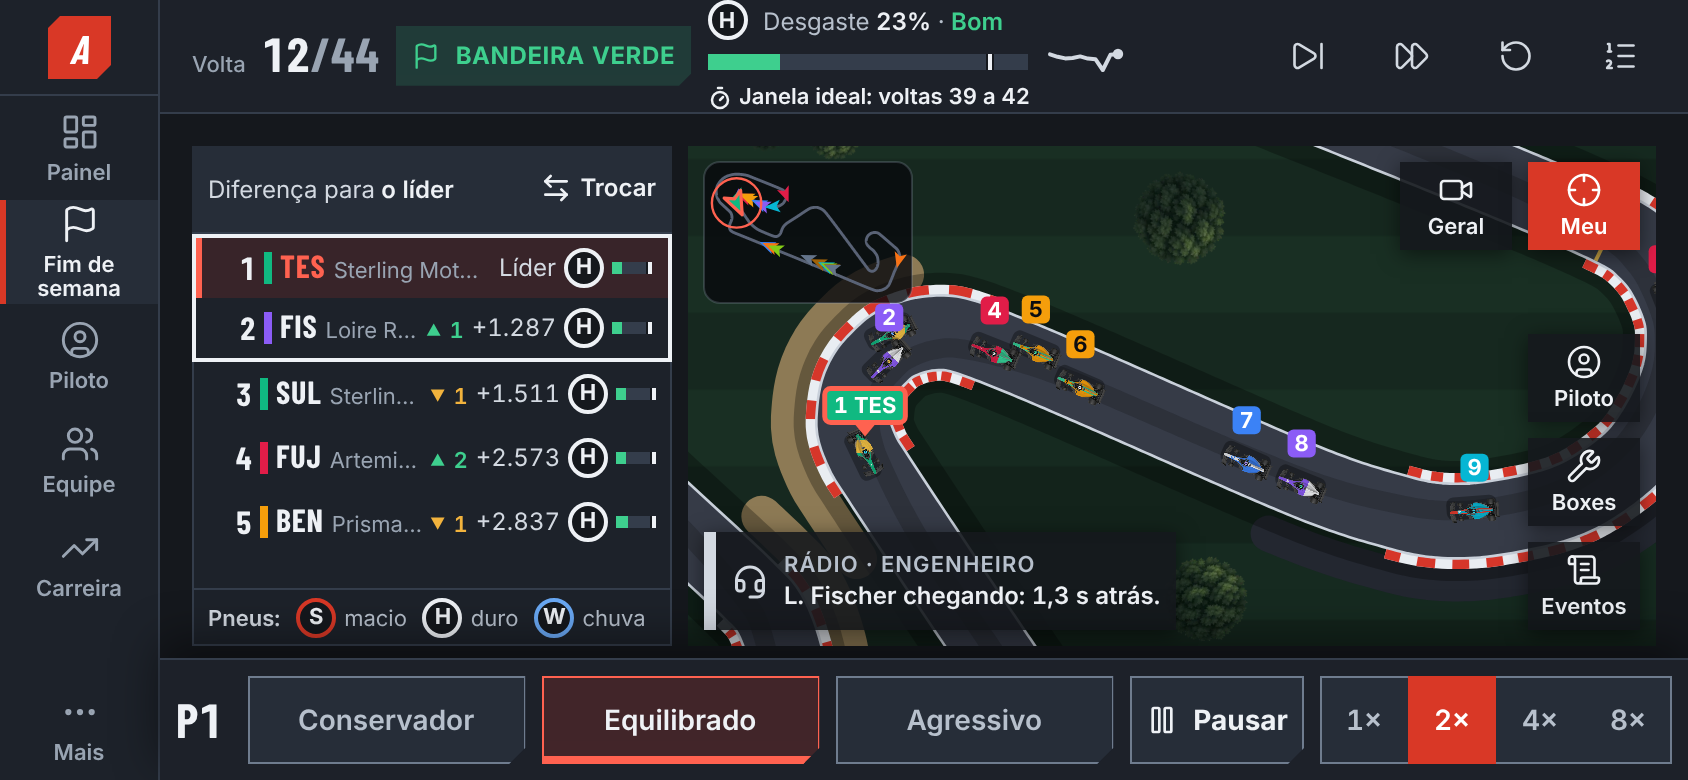 A
Painel
Fim de
semana
Piloto
Equipe
Carreira
Mais
Volta 12/44
BANDEIRA VERDE
H Desgaste 23% · Bom
Janela ideal: voltas 39 a 42
Diferença para o líder
Trocar
1 TES Sterling Mot... Líder H
2 FIS Loire R... ▲ 1 +1.287 H
3 SUL Sterlin... ▼ 1 +1.511 H
4 FUJ Artemi... ▲ 2 +2.573 H
5 BEN Prisma... ▼ 1 +2.837 H
Pneus: S macio H duro W chuva
Geral
Meu
2
4
5
6
1 TES
7
8
9
Piloto
Boxes
Eventos
RÁDIO · ENGENHEIRO
L. Fischer chegando: 1,3 s atrás.
P1
Conservador
Equilibrado
Agressivo
Pausar
1×
2×
4×
8×